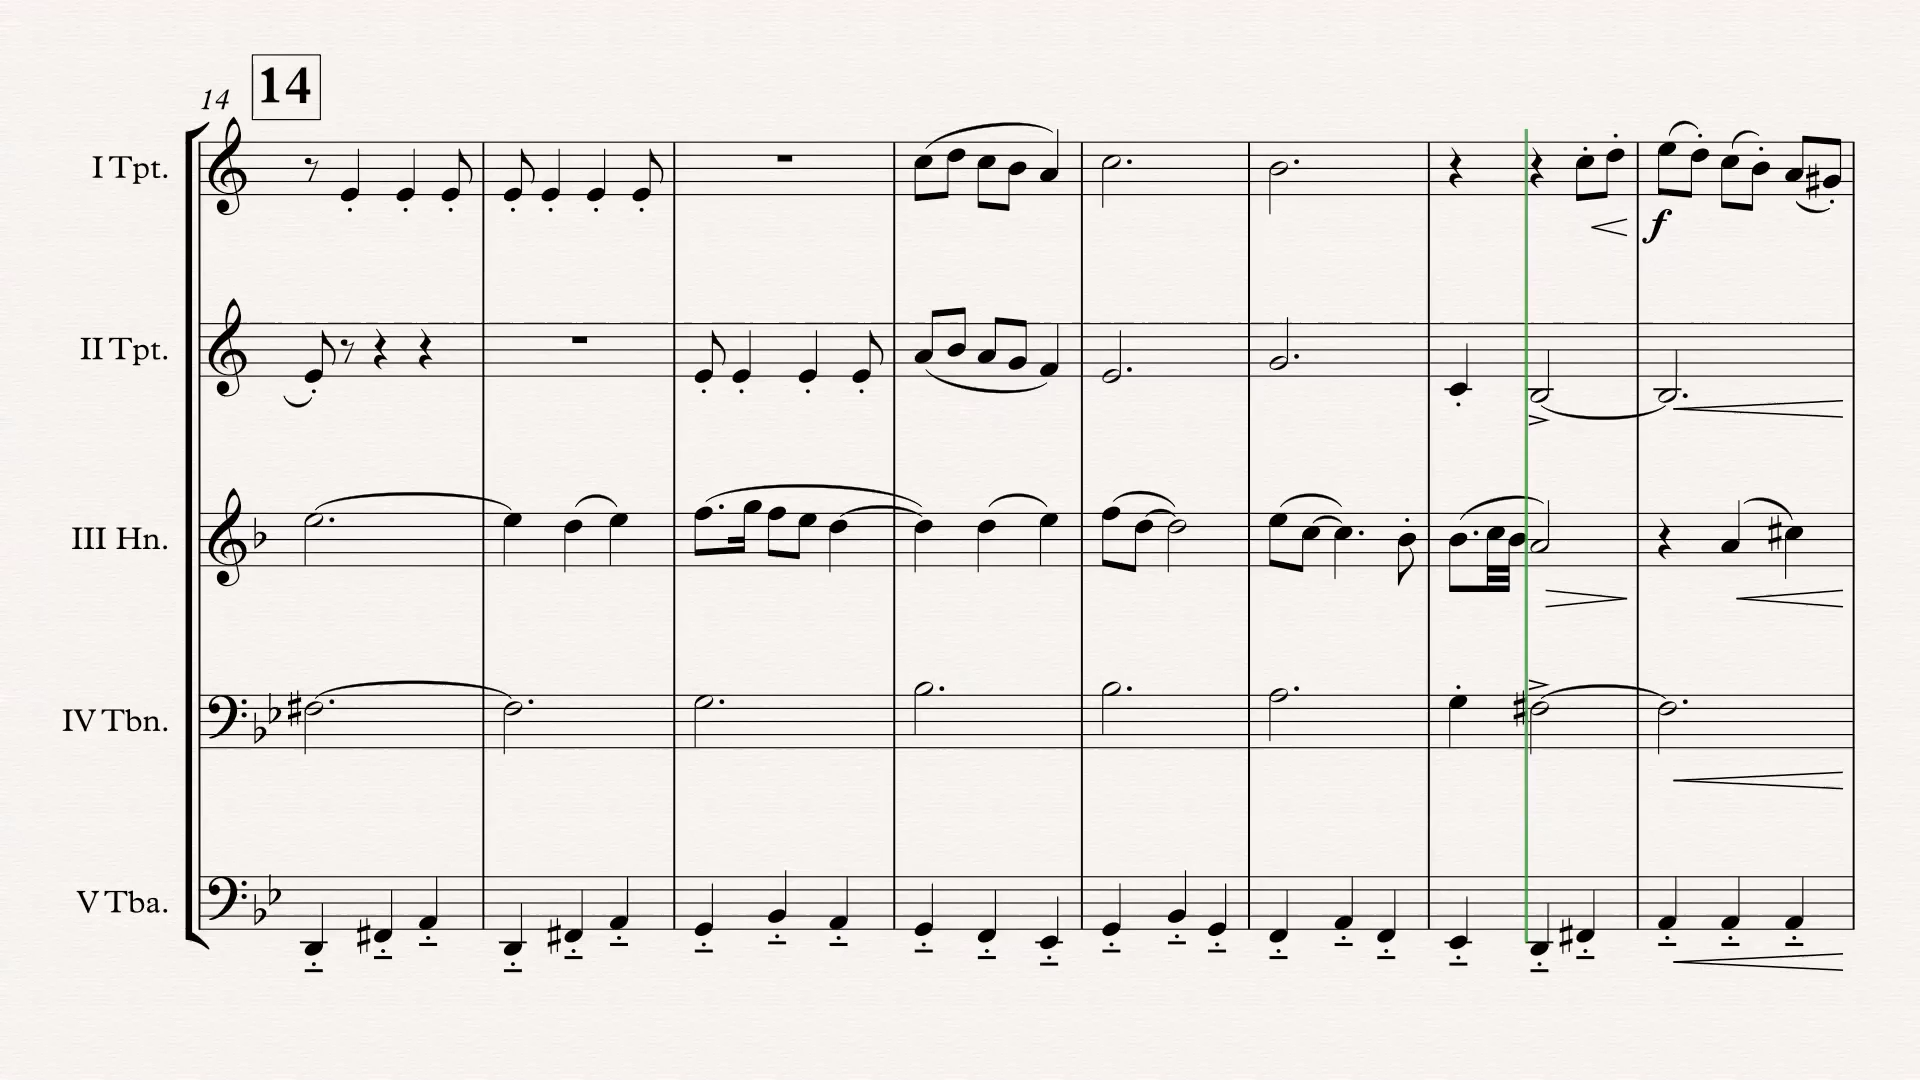 14
14
I Tpt.
f
II Tpt.
III Hn.
IV Tbn.
V Tba.